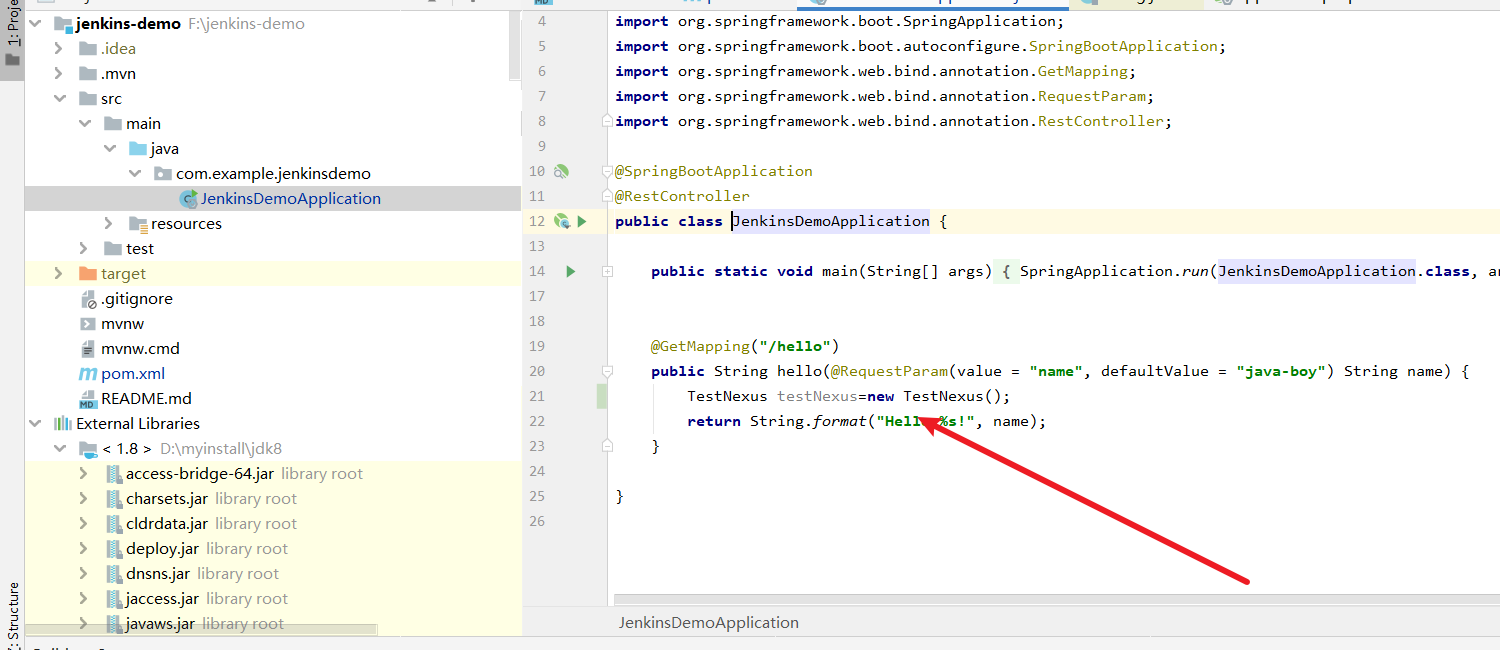 1: Proje
jenkins-demo F:\jenkins-demo
.idea
.mvn
src
main
java
com.example.jenkinsdemo
JenkinsDemoApplication
resources
test
target
.gitignore
mvnw
mvnw.cmd
pom.xml
README.md
External Libraries
< 1.8 > D:\myinstall\jdk8
access-bridge-64.jar library root
charsets.jar library root
cldrdata.jar library root
deploy.jar library root
dnsns.jar library root
jaccess.jar library root
javaws.jar library root
Structure
4 import org.springframework.boot.SpringApplication;
5 import org.springframework.boot.autoconfigure.SpringBootApplication;
6 import org.springframework.web.bind.annotation.GetMapping;
7 import org.springframework.web.bind.annotation.RequestParam;
8 import org.springframework.web.bind.annotation.RestController;
9
10 @SpringBootApplication
11 @RestController
12 public class JenkinsDemoApplication {
13
14 public static void main(String[] args) { SpringApplication.run(JenkinsDemoApplication.class, ar
17
18
19 @GetMapping("/hello")
20 public String hello(@RequestParam(value = "name", defaultValue = "java-boy") String name) {
21 TestNexus testNexus=new TestNexus();
22 return String.format("Hell %s!", name);
23 }
24
25 }
26
JenkinsDemoApplication